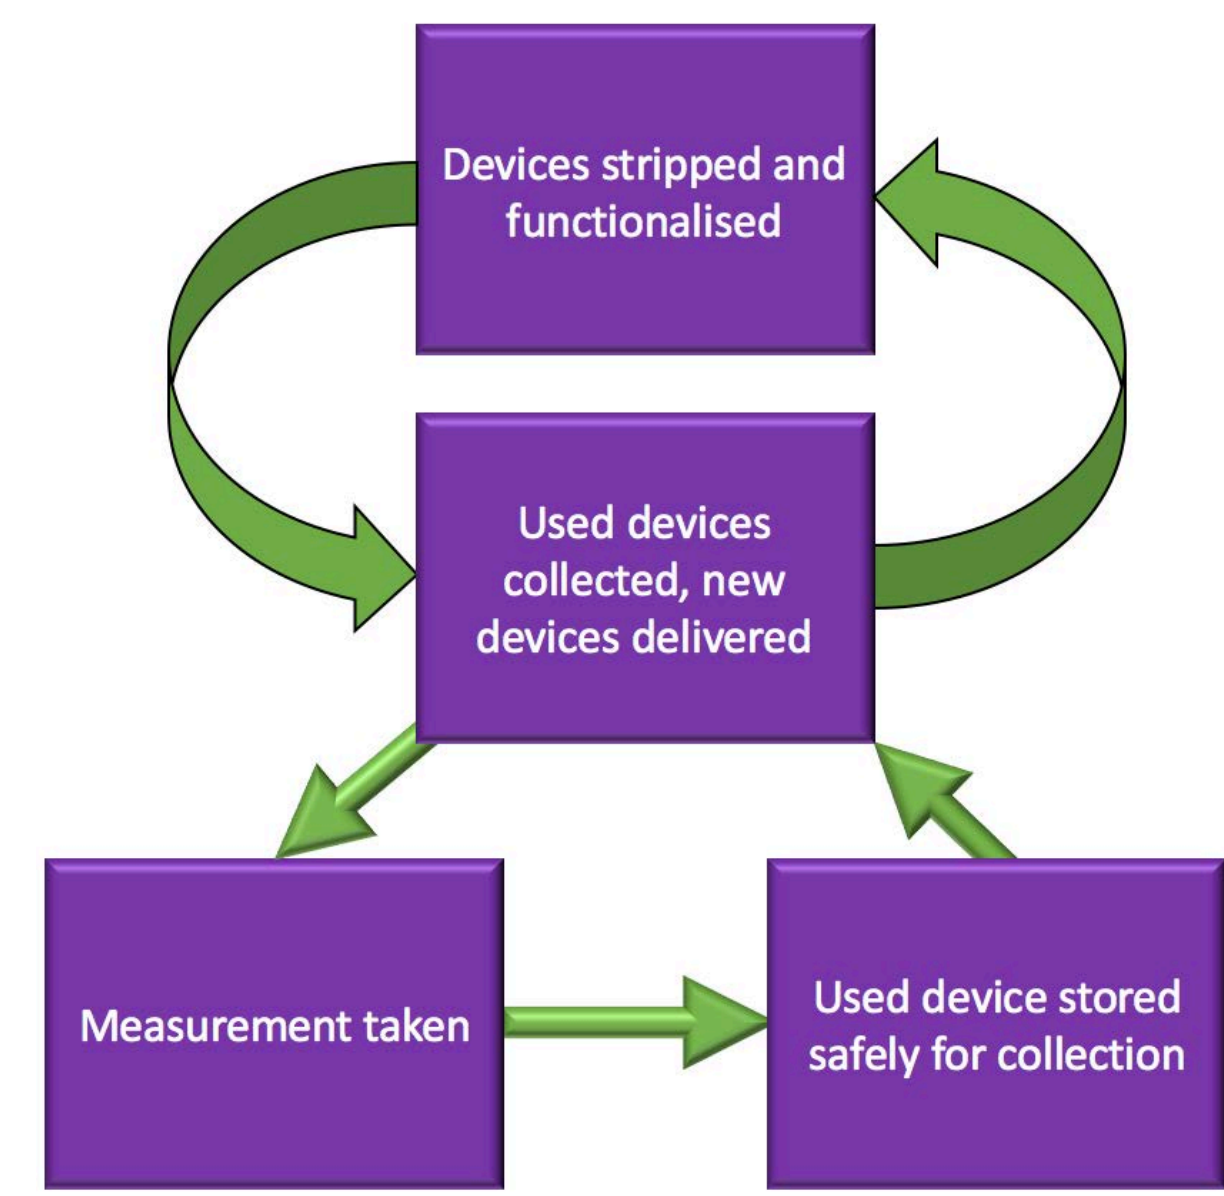 Devices stripped and
functionalised
Used devices
collected, new
devices delivered
Measurement taken
Used device stored
safely for collection